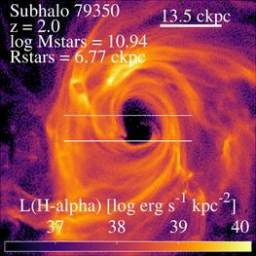 Subhalo 79350
13.5 ckpc
z = 2.0
log Mstars = 10.94
Rstars = 6.77 ckpc
L(H-alpha) [log erg s⁻¹ kpc⁻²]
37 38 39 40